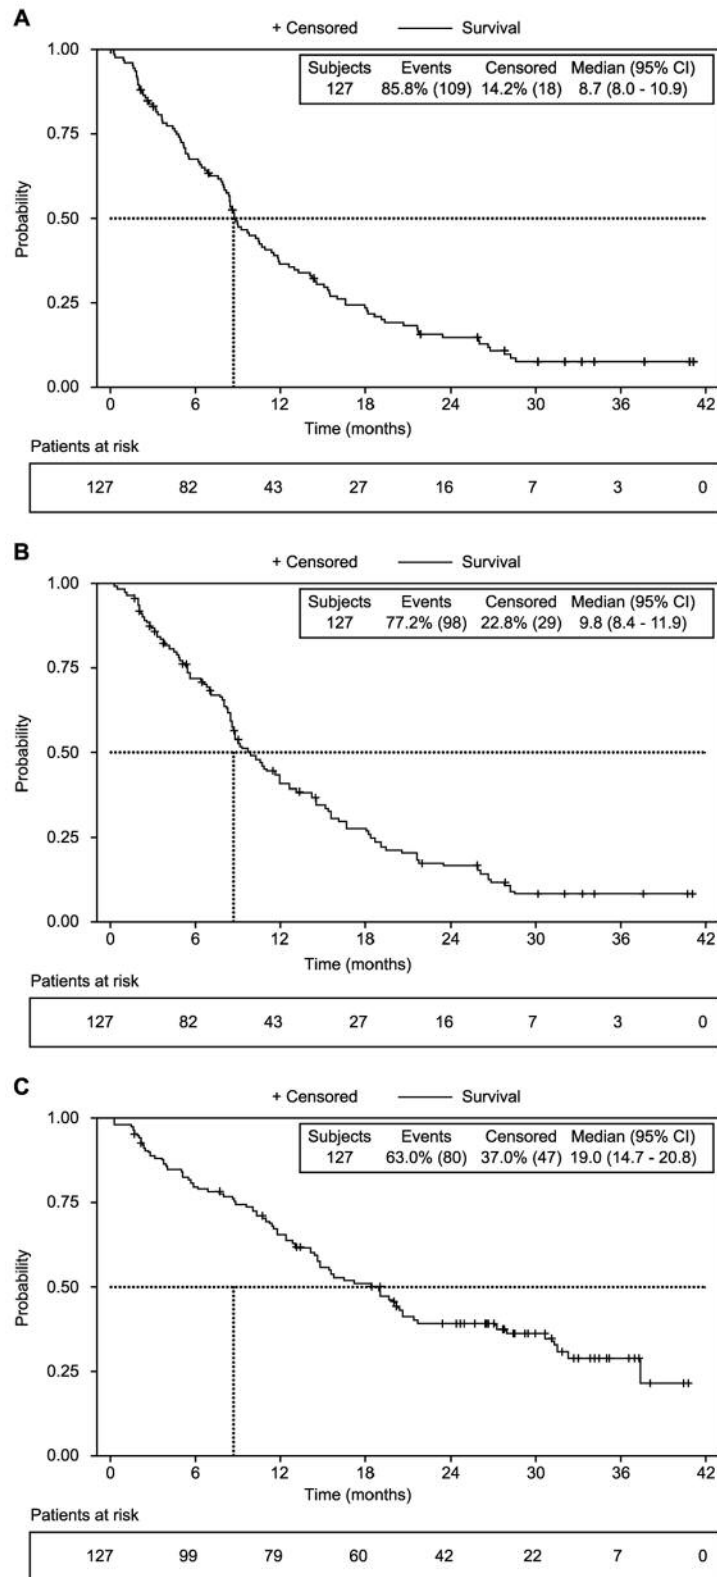 A
+ Censored — Survival
1.00
Subjects Events Censored Median (95% CI)
127 85.8% (109) 14.2% (18) 8.7 (8.0 - 10.9)
0.75
Probability
0.50
0.25
0.00
0 6 12 18 24 30 36 42
Time (months)
Patients at risk
127 82 43 27 16 7 3 0
B
+ Censored — Survival
1.00
Subjects Events Censored Median (95% CI)
127 77.2% (98) 22.8% (29) 9.8 (8.4 - 11.9)
0.75
Probability
0.50
0.25
0.00
0 6 12 18 24 30 36 42
Time (months)
Patients at risk
127 82 43 27 16 7 3 0
C
+ Censored — Survival
1.00
Subjects Events Censored Median (95% CI)
127 63.0% (80) 37.0% (47) 19.0 (14.7 - 20.8)
0.75
Probability
0.50
0.25
0.00
0 6 12 18 24 30 36 42
Time (months)
Patients at risk
127 99 79 60 42 22 7 0